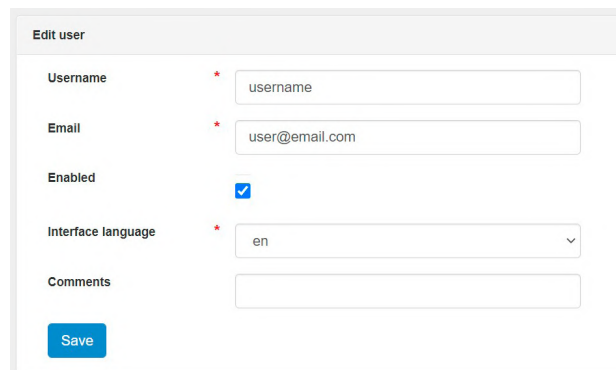 Edit user
Username * username
Email * user@email.com
Enabled
Interface language * en
Comments
Save